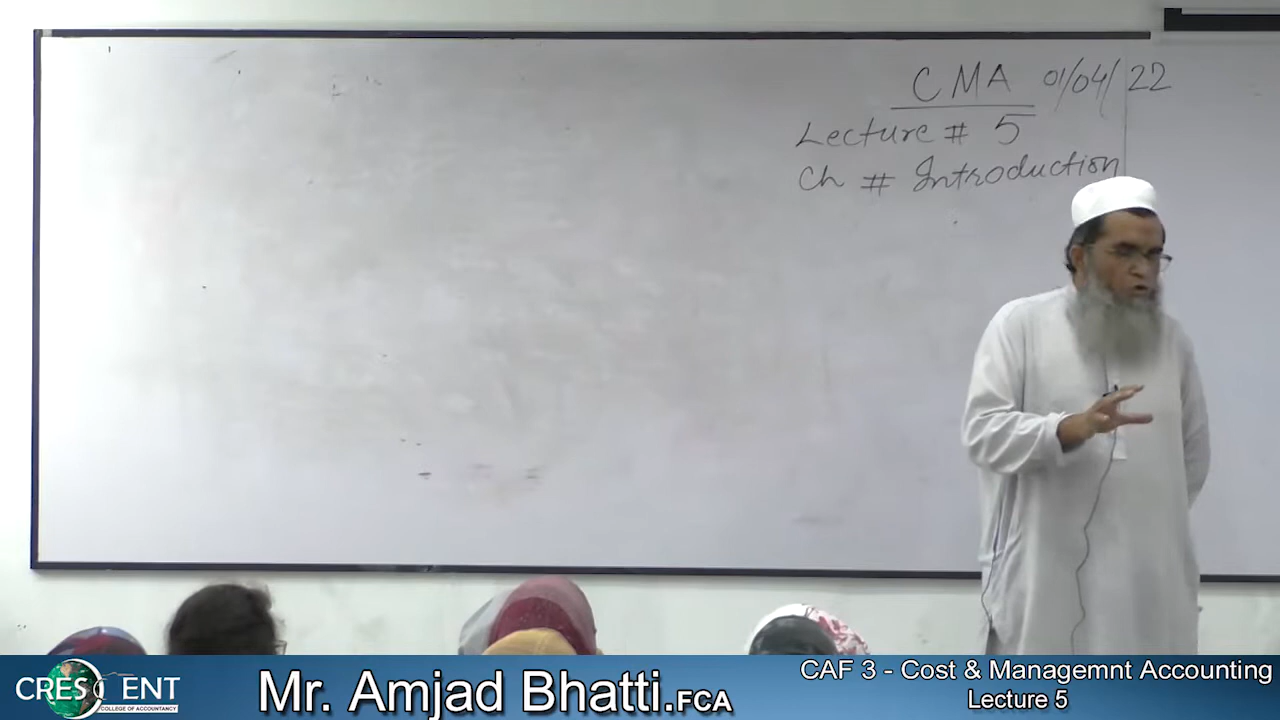 CMA 01/04/22
Lecture # 5
Ch # Introduction
CRESCENT
COLLEGE OF ACCOUNTANCY
Mr. Amjad Bhatti.FCA
CAF 3 - Cost & Managemnt Accounting
Lecture 5